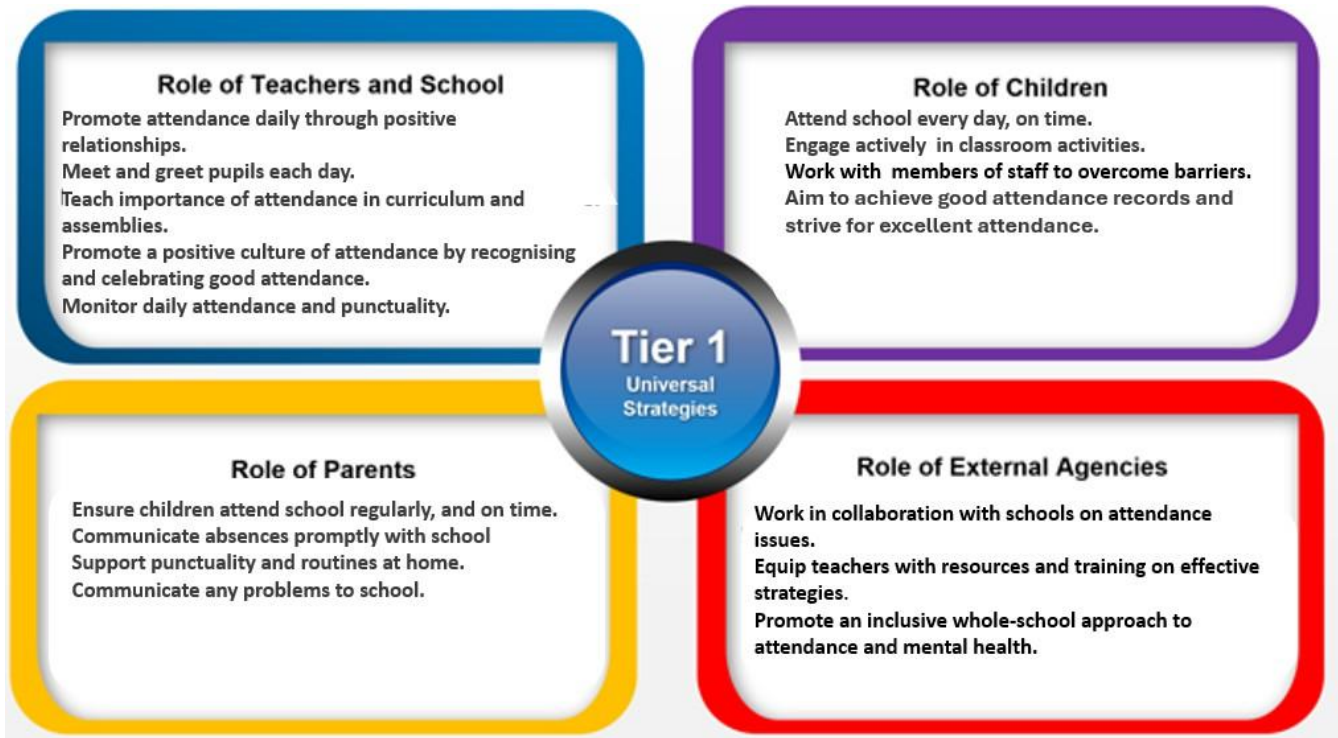 Role of Teachers and School
Promote attendance daily through positive
relationships.
Meet and greet pupils each day.
Teach importance of attendance in curriculum and
assemblies.
Promote a positive culture of attendance by recognising
and celebrating good attendance.
Monitor daily attendance and punctuality.
Role of Children
Attend school every day, on time.
Engage actively in classroom activities.
Work with members of staff to overcome barriers.
Aim to achieve good attendance records and
strive for excellent attendance.
Tier 1
Universal
Strategies
Role of Parents
Ensure children attend school regularly, and on time.
Communicate absences promptly with school
Support punctuality and routines at home.
Communicate any problems to school.
Role of External Agencies
Work in collaboration with schools on attendance
issues.
Equip teachers with resources and training on effective
strategies.
Promote an inclusive whole-school approach to
attendance and mental health.